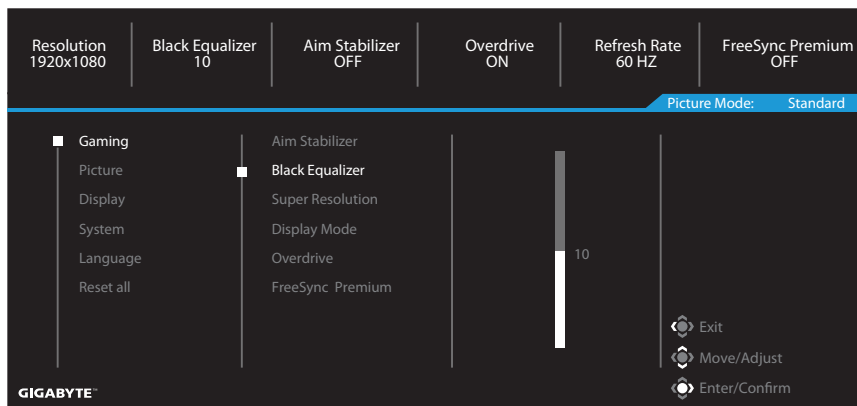 Resolution
1920x1080
Black Equalizer
10
Aim Stabilizer
OFF
Overdrive
ON
Refresh Rate
60 HZ
FreeSync Premium
OFF
Picture Mode: Standard
Gaming
Picture
Display
System
Language
Reset all
Aim Stabilizer
Black Equalizer
Super Resolution
Display Mode
Overdrive
FreeSync Premium
10
Exit
Move/Adjust
Enter/Confirm
GIGABYTE™